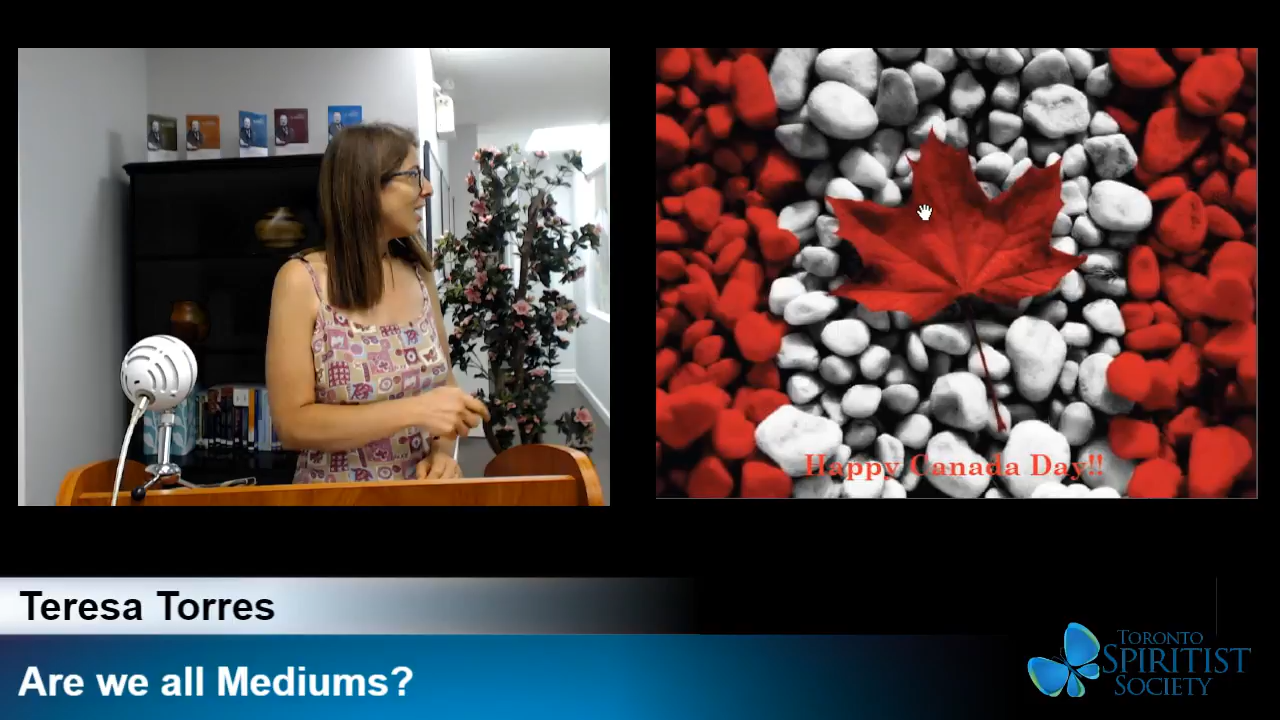 Happy Canada Day!!
Teresa Torres
Are we all Mediums?
TORONTO
SPIRITIST
SOCIETY